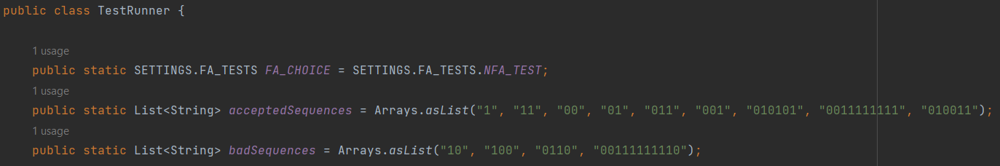 public class TestRunner {
1 usage
public static SETTINGS.FA_TESTS FA_CHOICE = SETTINGS.FA_TESTS.NFA_TEST;
1 usage
public static List<String> acceptedSequences = Arrays.asList("1", "11", "00", "01", "011", "001", "010101", "0011111111", "010011");
1 usage
public static List<String> badSequences = Arrays.asList("10", "100", "0110", "00111111110");